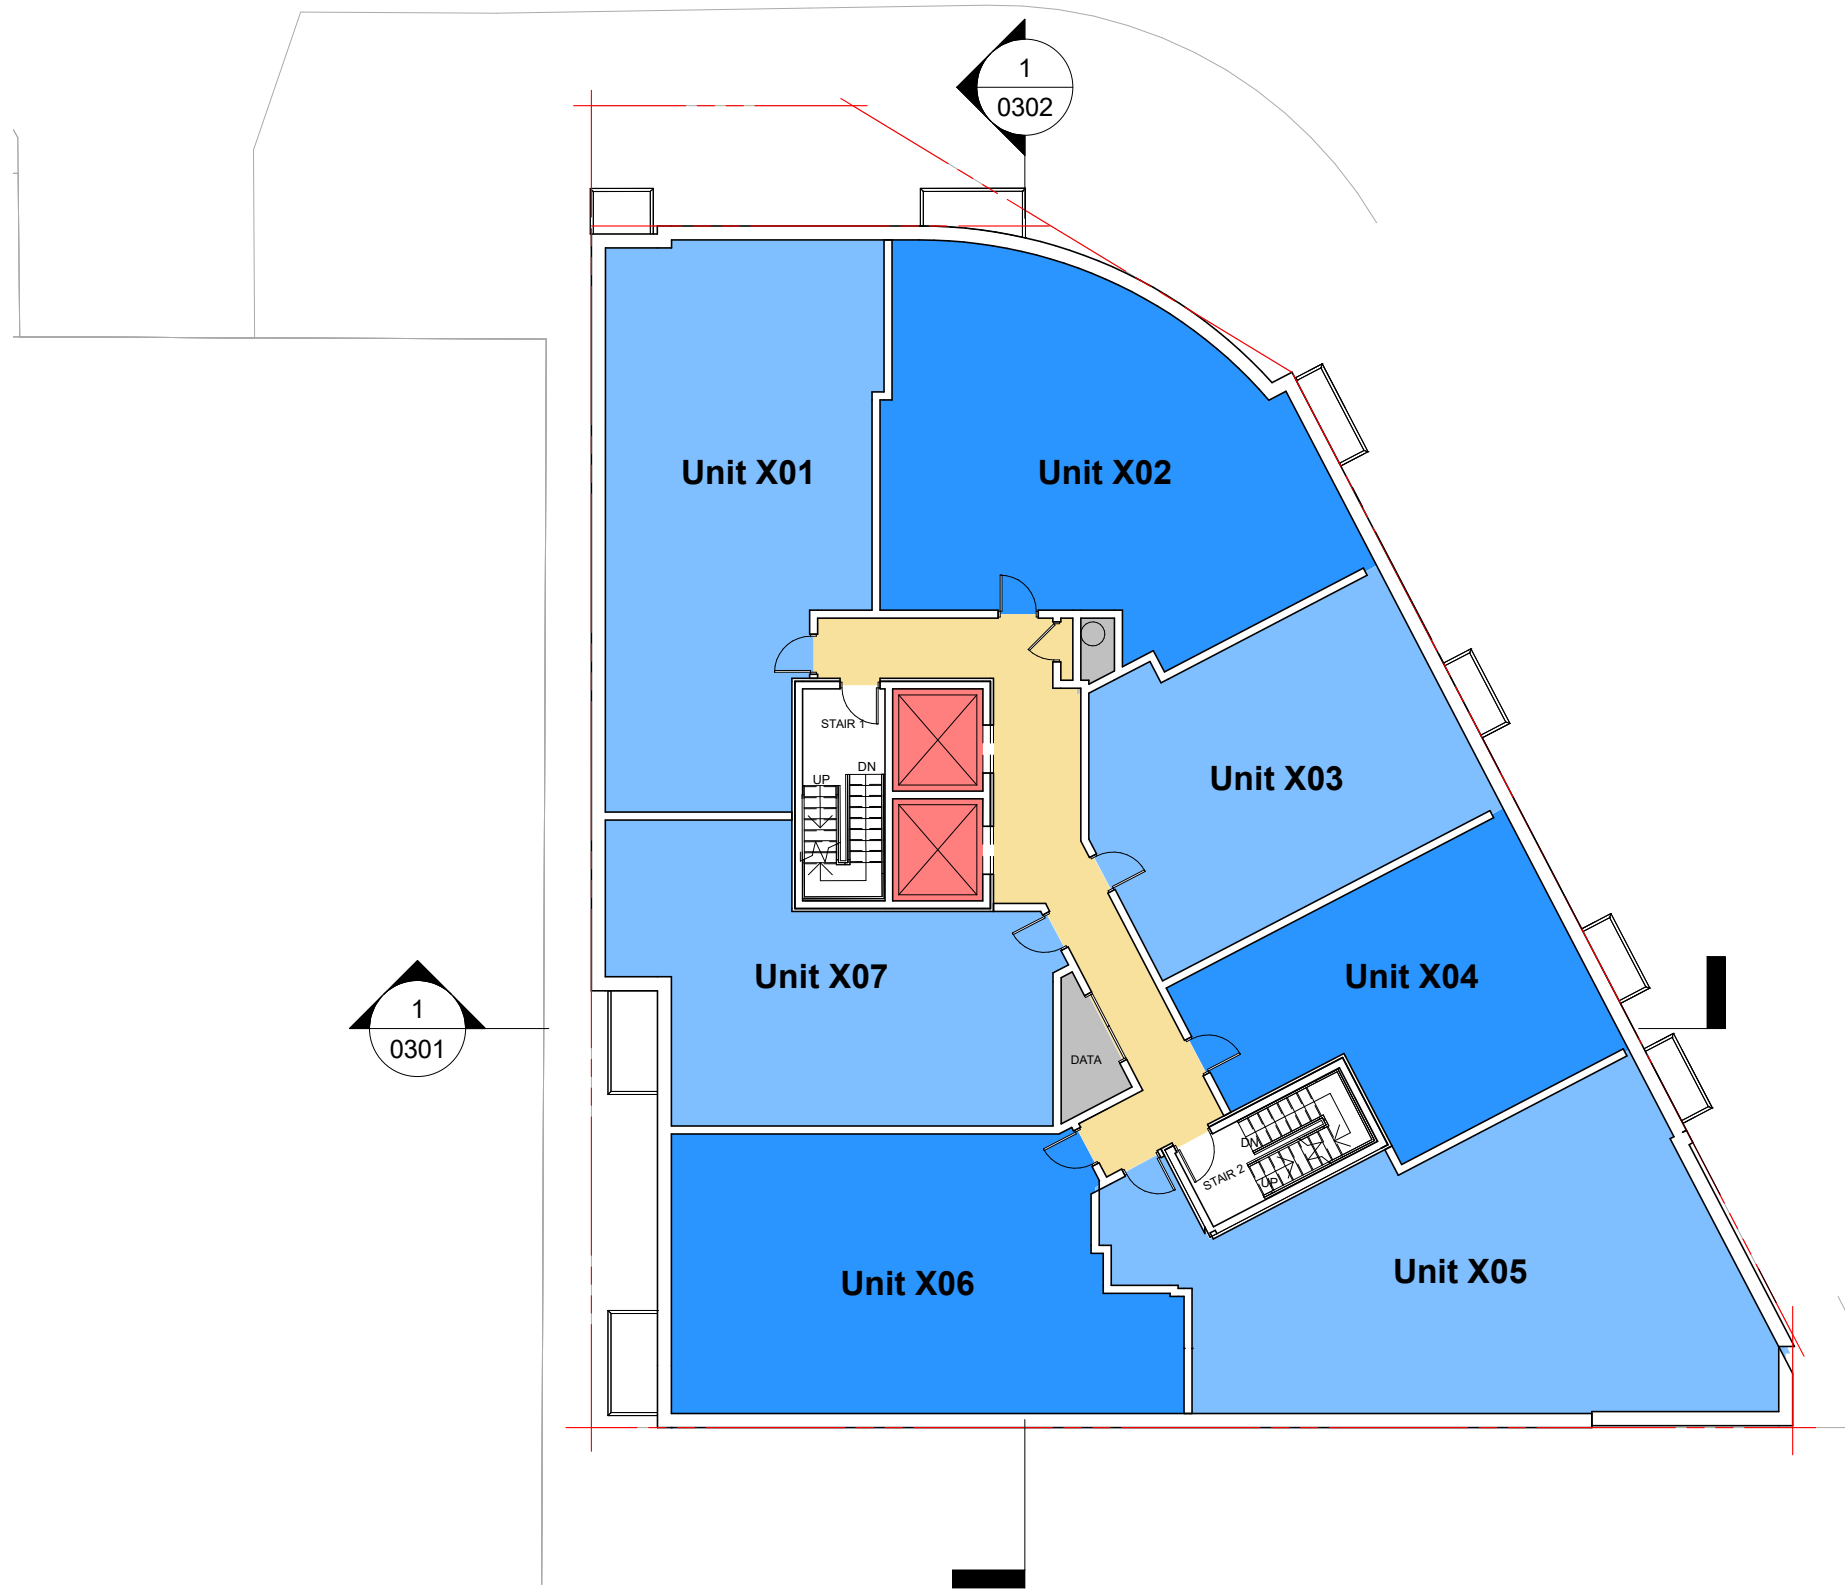 1
0302
Unit X01
Unit X02
STAIR 1
UP
DN
Unit X03
Unit X07
Unit X04
1
0301
DATA
DN
STAIR 2
UP
Unit X06
Unit X05